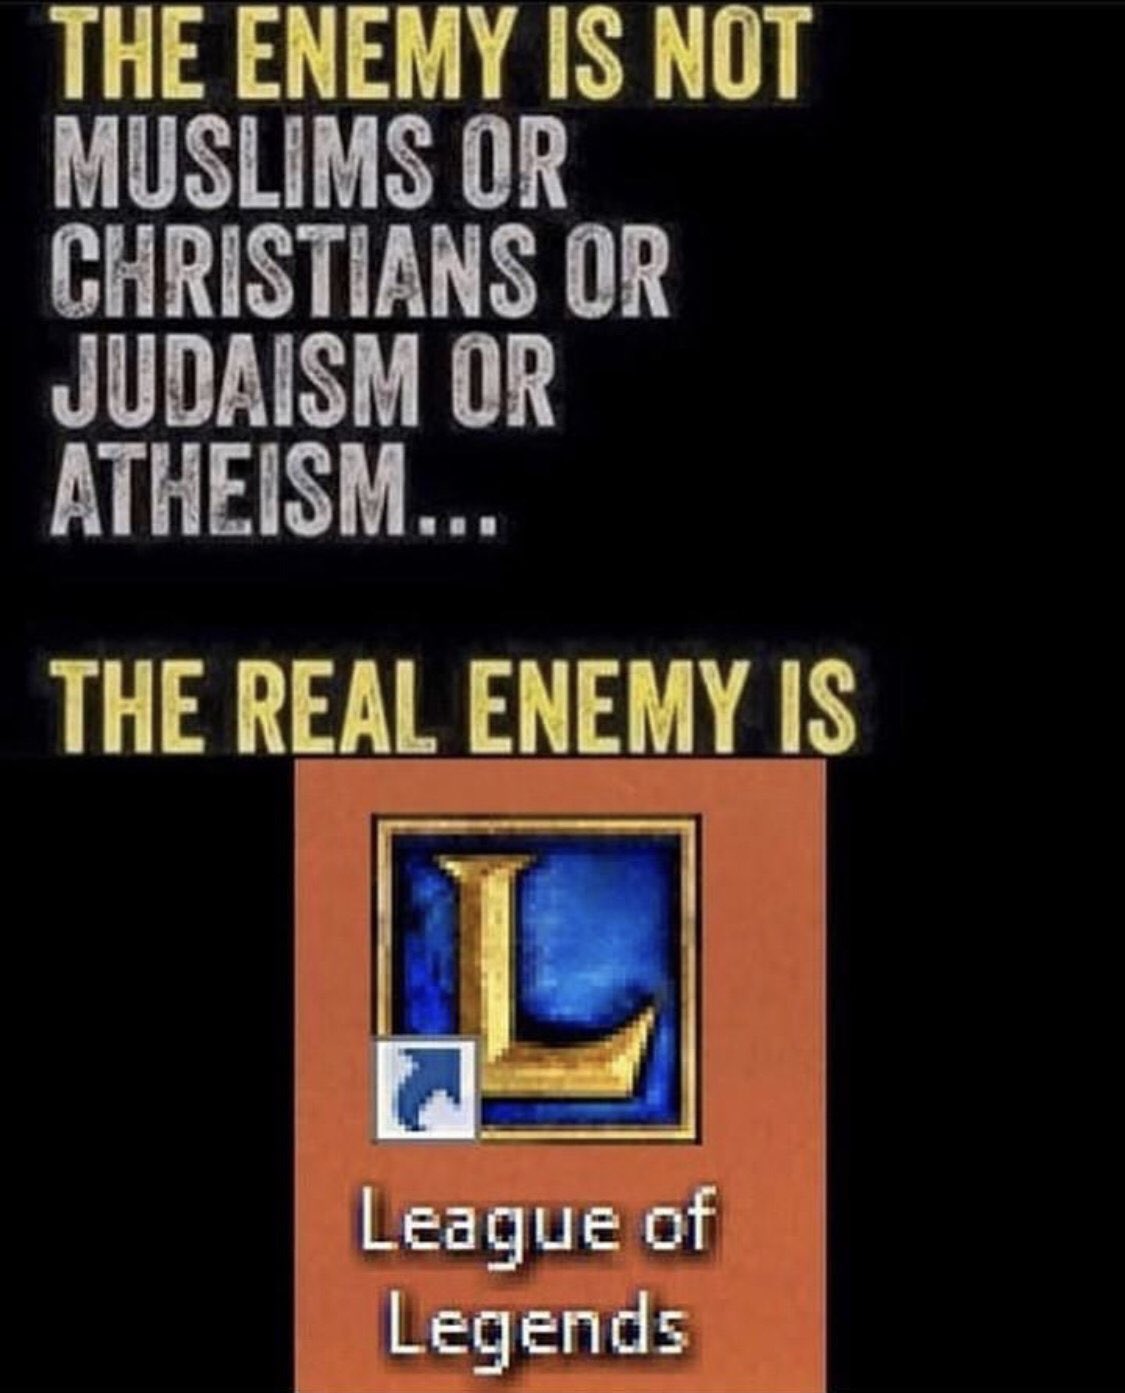 THE ENEMY IS NOT
MUSLIMS OR
CHRISTIANS OR
JUDAISM OR
ATHEISM...
THE REAL ENEMY IS
L
League of
Legends